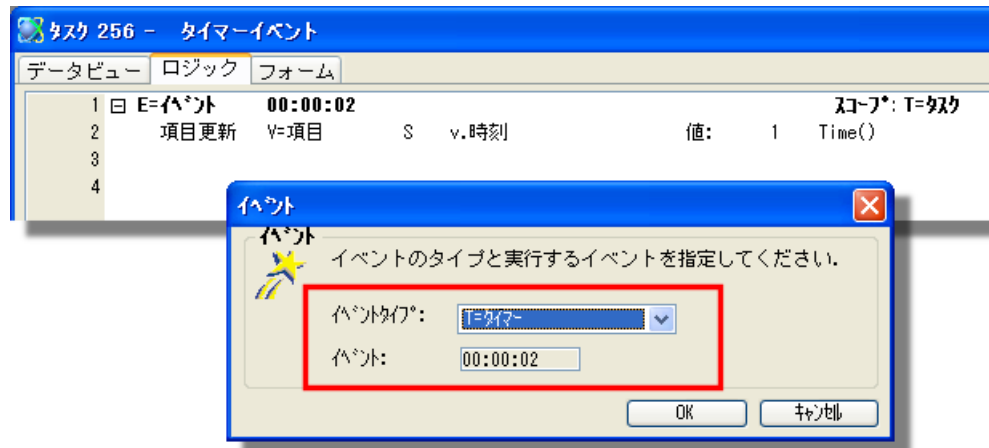 ﾀｽｸ 256 - タイマーイベント
データビュー ロジック フォーム
1 E=ｲﾍﾞﾝﾄ 00:00:02 ｽｺｰﾌﾟ: T=ﾀｽｸ
2 項目更新 V=項目 S v.時刻 値: 1 Time()
3
4
ｲﾍﾞﾝﾄ
ｲﾍﾞﾝﾄ
イベントのタイプと実行するイベントを指定してください.
ｲﾍﾞﾝﾄﾀｲﾌﾟ: T=ﾀｲﾏｰ
ｲﾍﾞﾝﾄ: 00:00:02
OK ｷｬﾝｾﾙ